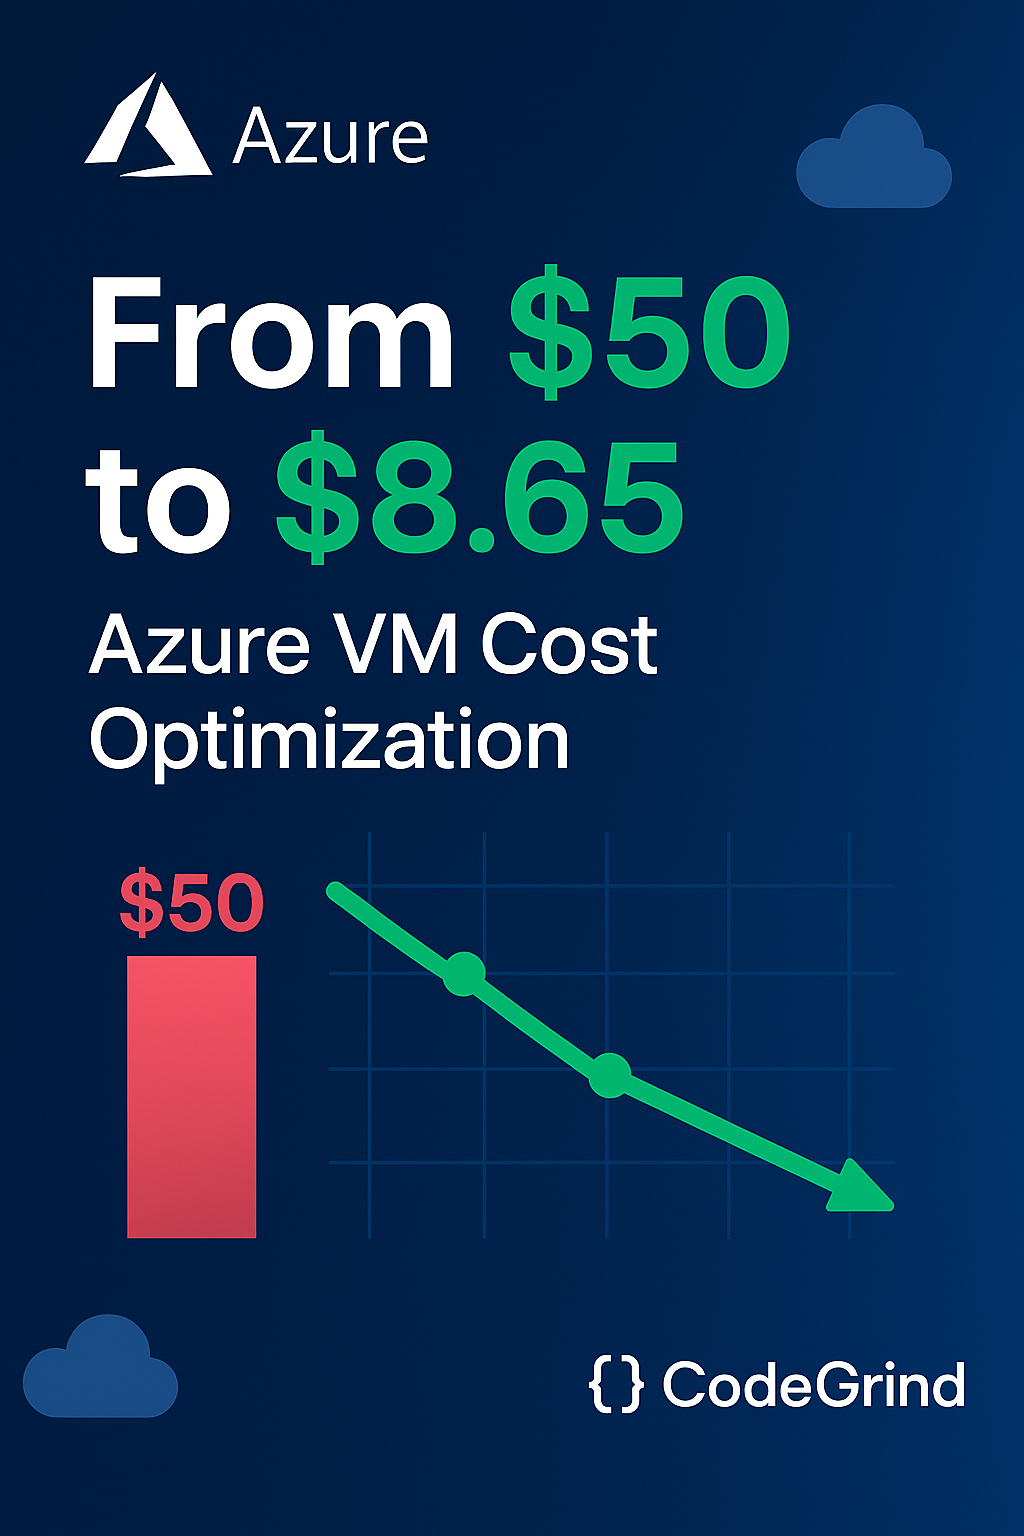 Azure
From $50
to $8.65
Azure VM Cost
Optimization
$50
{} CodeGrind